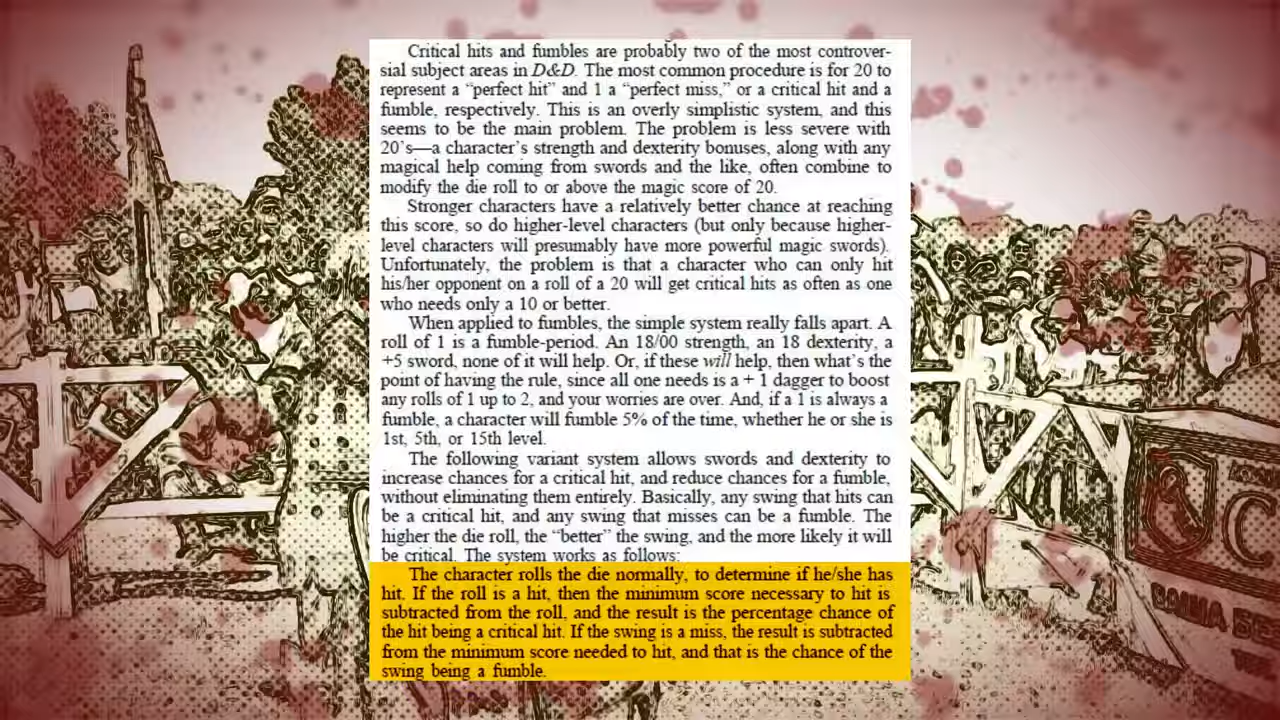 Critical hits and fumbles are probably two of the most controver-
sial subject areas in D&D. The most common procedure is for 20 to
represent a “perfect hit” and 1 a “perfect miss,” or a critical hit and a
fumble, respectively. This is an overly simplistic system, and this
seems to be the main problem. The problem is less severe with
20’s—a character’s strength and dexterity bonuses, along with any
magical help coming from swords and the like, often combine to
modify the die roll to or above the magic score of 20.
Stronger characters have a relatively better chance at reaching
this score, so do higher-level characters (but only because higher-
level characters will presumably have more powerful magic swords).
Unfortunately, the problem is that a character who can only hit
his/her opponent on a roll of a 20 will get critical hits as often as one
who needs only a 10 or better.
When applied to fumbles, the simple system really falls apart. A
roll of 1 is a fumble-period. An 18/00 strength, an 18 dexterity, a
+5 sword, none of it will help. Or, if these will help, then what’s the
point of having the rule, since all one needs is a + 1 dagger to boost
any rolls of 1 up to 2, and your worries are over. And, if a 1 is always a
fumble, a character will fumble 5% of the time, whether he or she is
1st, 5th, or 15th level.
The following variant system allows swords and dexterity to
increase chances for a critical hit, and reduce chances for a fumble,
without eliminating them entirely. Basically, any swing that hits can
be a critical hit, and any swing that misses can be a fumble. The
higher the die roll, the “better” the swing, and the more likely it will
be critical. The system works as follows:
The character rolls the die normally, to determine if he/she has
hit. If the roll is a hit, then the minimum score necessary to hit is
subtracted from the roll, and the result is the percentage chance of
the hit being a critical hit. If the swing is a miss, the result is subtracted
from the minimum score needed to hit, and that is the chance of the
swing being a fumble.